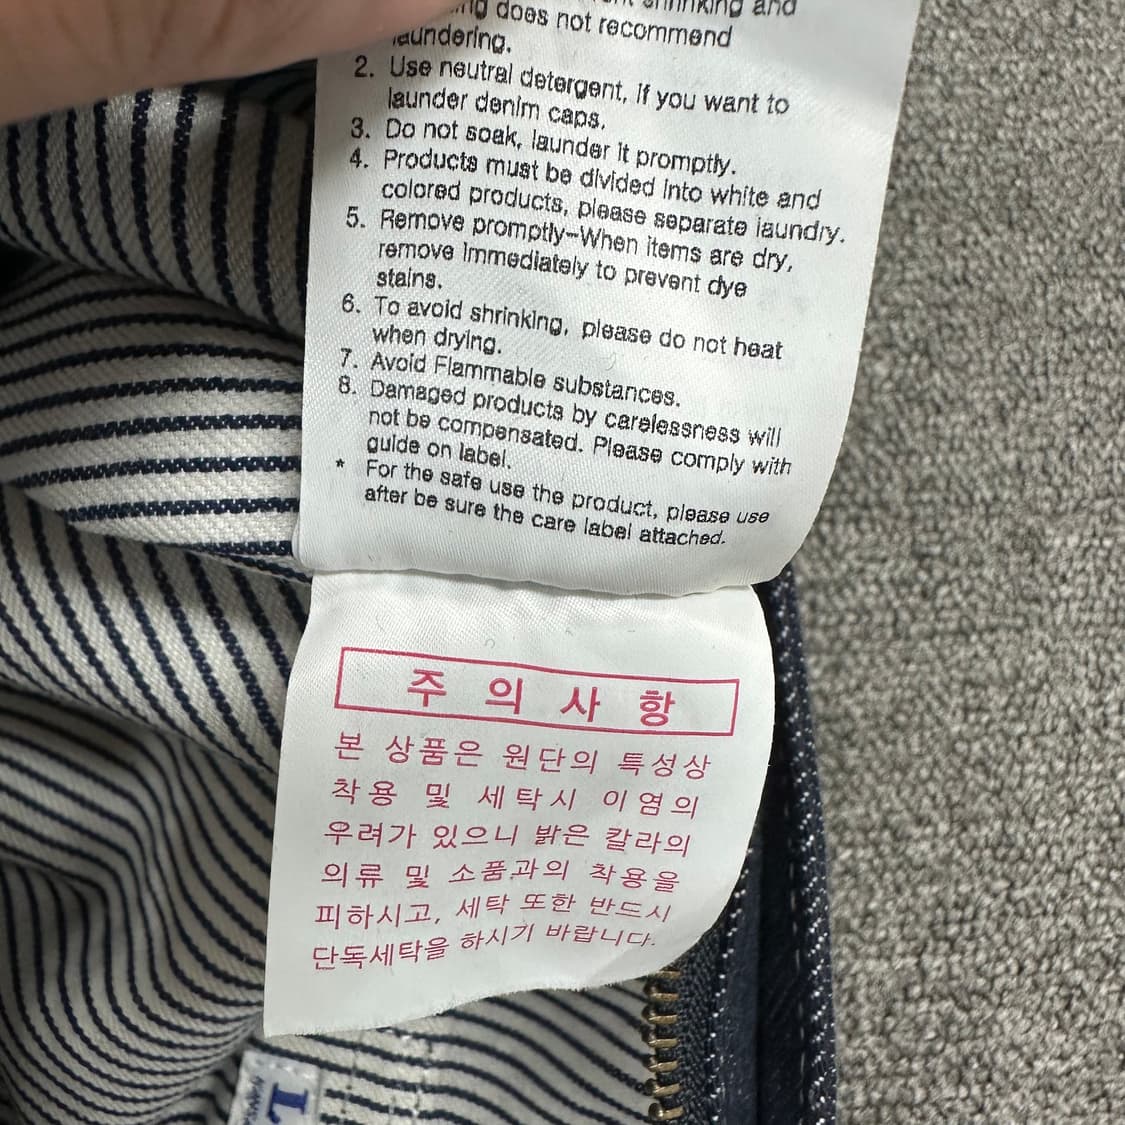 shrinking and
does not recommend
laundering.
2. Use neutral detergent, if you want to
launder denim caps.
3. Do not soak, launder it promptly.
4. Products must be divided into white and
colored products, please separate laundry.
5. Remove promptly-When items are dry,
remove immediately to prevent dye
stains.
6. To avoid shrinking, please do not heat
when drying.
7. Avoid Flammable substances.
8. Damaged products by carelessness will
not be compensated. Please comply with
guide on label.
* For the safe use the product, please use
after be sure the care label attached.
주의사항
본 상품은 원단의 특성상
착용 및 세탁시 이염의
우려가 있으니 밝은 칼라의
의류 및 소품과의 착용을
피하시고, 세탁 또한 반드시
단독세탁을 하시기 바랍니다.
L